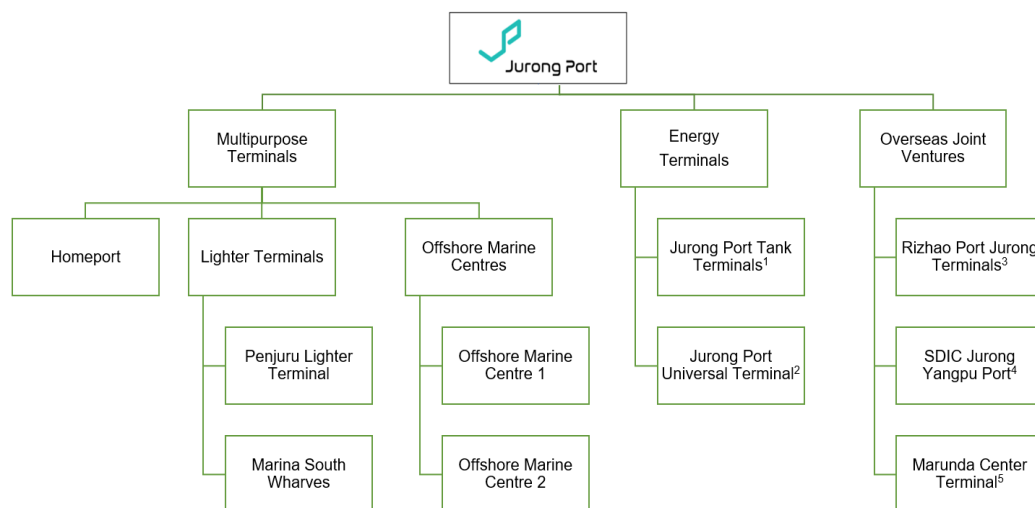 Jurong Port
Multipurpose
Terminals
Energy
Terminals
Overseas Joint
Ventures
Homeport
Lighter Terminals
Offshore Marine
Centres
Jurong Port Tank
Terminals¹
Rizhao Port Jurong
Terminals³
Penjuru Lighter
Terminal
Offshore Marine
Centre 1
Jurong Port
Universal Terminal²
SDIC Jurong
Yangpu Port⁴
Marina South
Wharves
Offshore Marine
Centre 2
Marunda Center
Terminal⁵